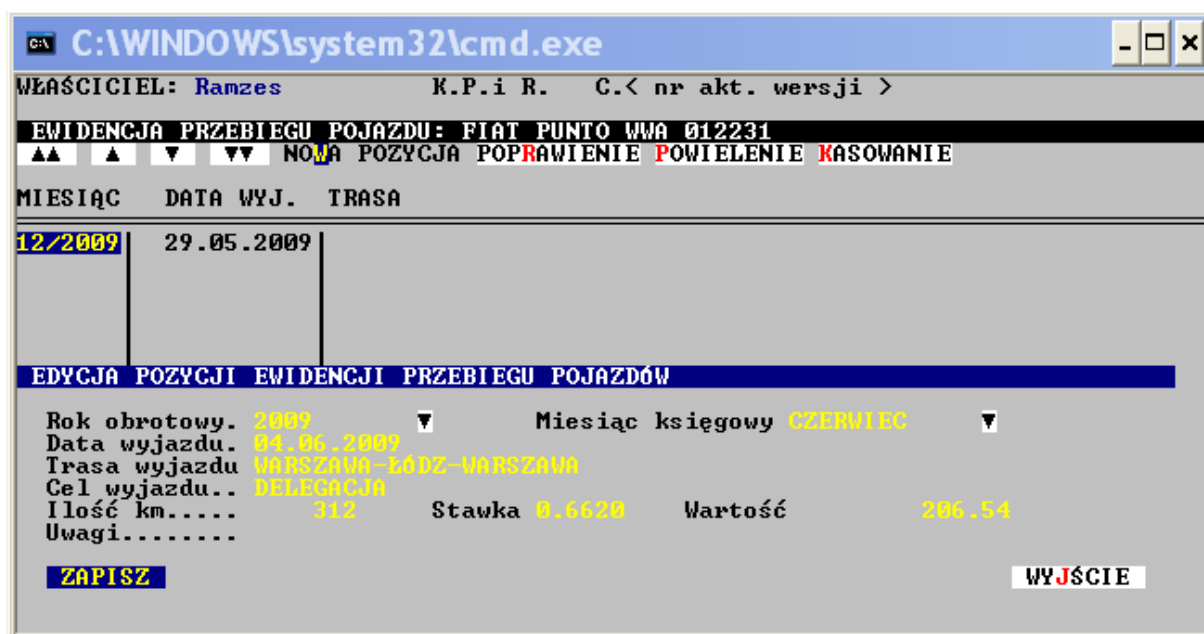 C:\WINDOWS\system32\cmd.exe
WŁAŚCICIEL: Ramzes K.P.i R. C.< nr akt. wersji >
EWIDENCJA PRZEBIEGU POJAZDU: FIAT PUNTO WWA 012231
▲▲ ▲ ▼ ▼▼ NOWA POZYCJA POPRAWIENIE POWIELENIE KASOWANIE
MIESIĄC DATA WYJ. TRASA
12/2009 29.05.2009
EDYCJA POZYCJI EWIDENCJI PRZEBIEGU POJAZDÓW
Rok obrotowy. 2009 ▼ Miesiąc księgowy CZERWIEC ▼
Data wyjazdu. 04.06.2009
Trasa wyjazdu WARSZAWA-ŁÓDZ-WARSZAWA
Cel wyjazdu.. DELEGACJA
Ilość km..... 312 Stawka 0.6620 Wartość 206.54
Uwagi........
ZAPISZ WYJŚCIE